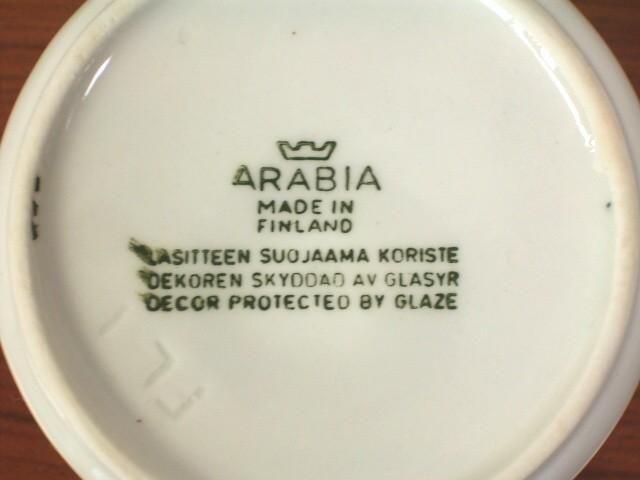 ARABIA
MADE IN
FINLAND
LASITTEEN SUOJAAMA KORISTE
DEKOREN SKYDDAD AV GLASYR
DECOR PROTECTED BY GLAZE